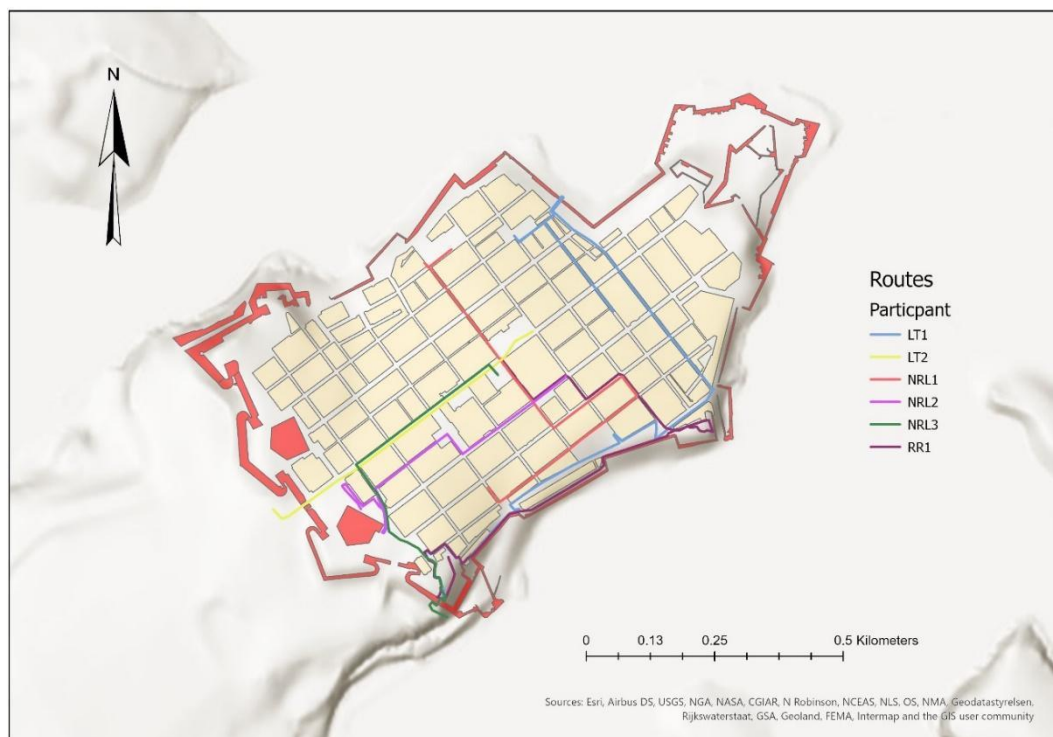 N
Routes
Particpant
LT1
LT2
NRL1
NRL2
NRL3
RR1
0 0.13 0.25 0.5 Kilometers
Sources: Esri, Airbus DS, USGS, NGA, NASA, CGIAR, N Robinson, NCEAS, NLS, OS, NMA, Geodatastyrelsen,
Rijkswaterstaat, GSA, Geoland, FEMA, Intermap and the GIS user community